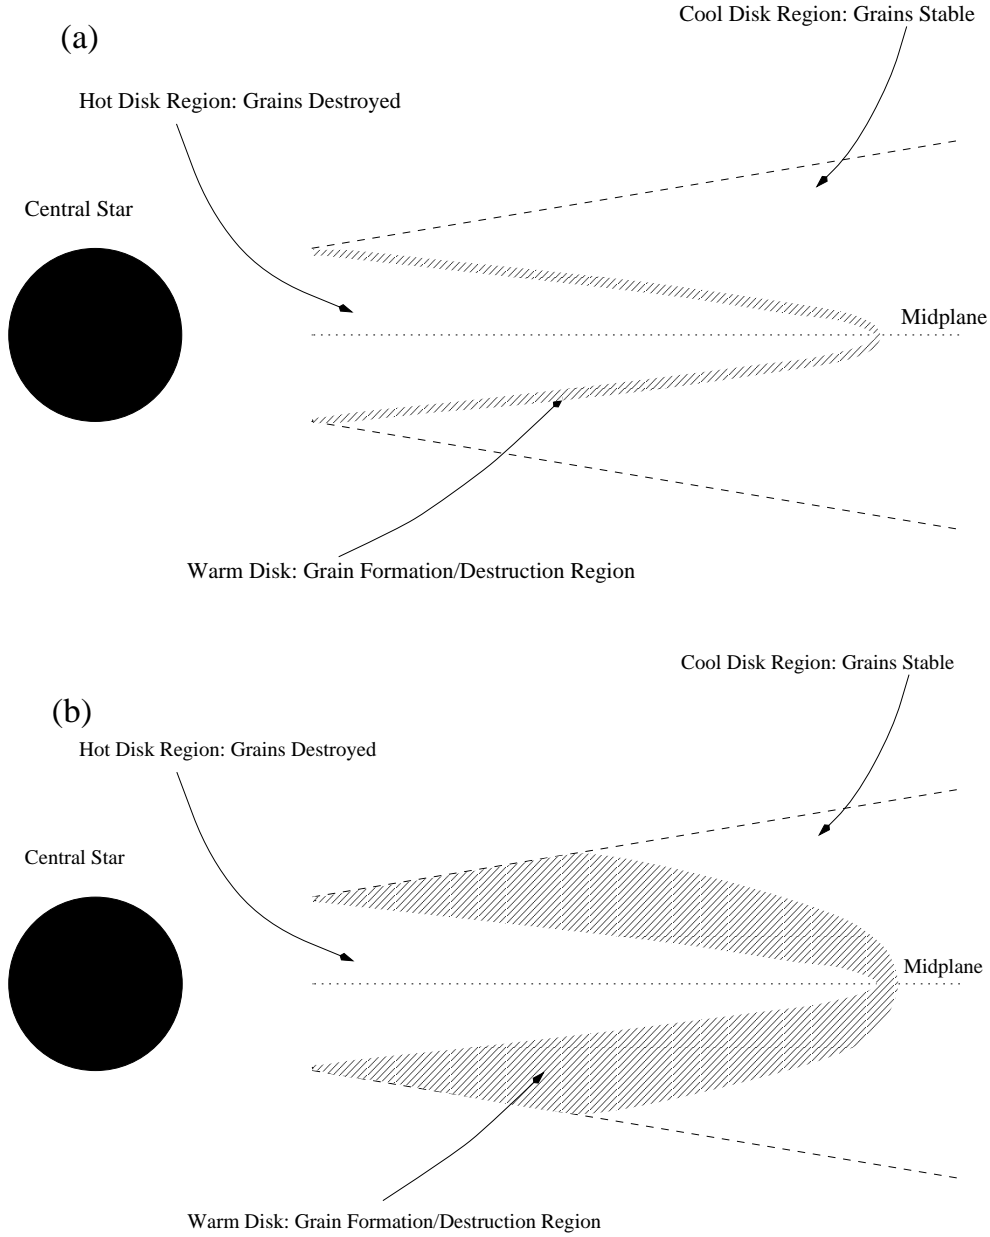 (a)
Cool Disk Region: Grains Stable
Hot Disk Region: Grains Destroyed
Central Star
Midplane
Warm Disk: Grain Formation/Destruction Region
(b)
Cool Disk Region: Grains Stable
Hot Disk Region: Grains Destroyed
Central Star
Midplane
Warm Disk: Grain Formation/Destruction Region